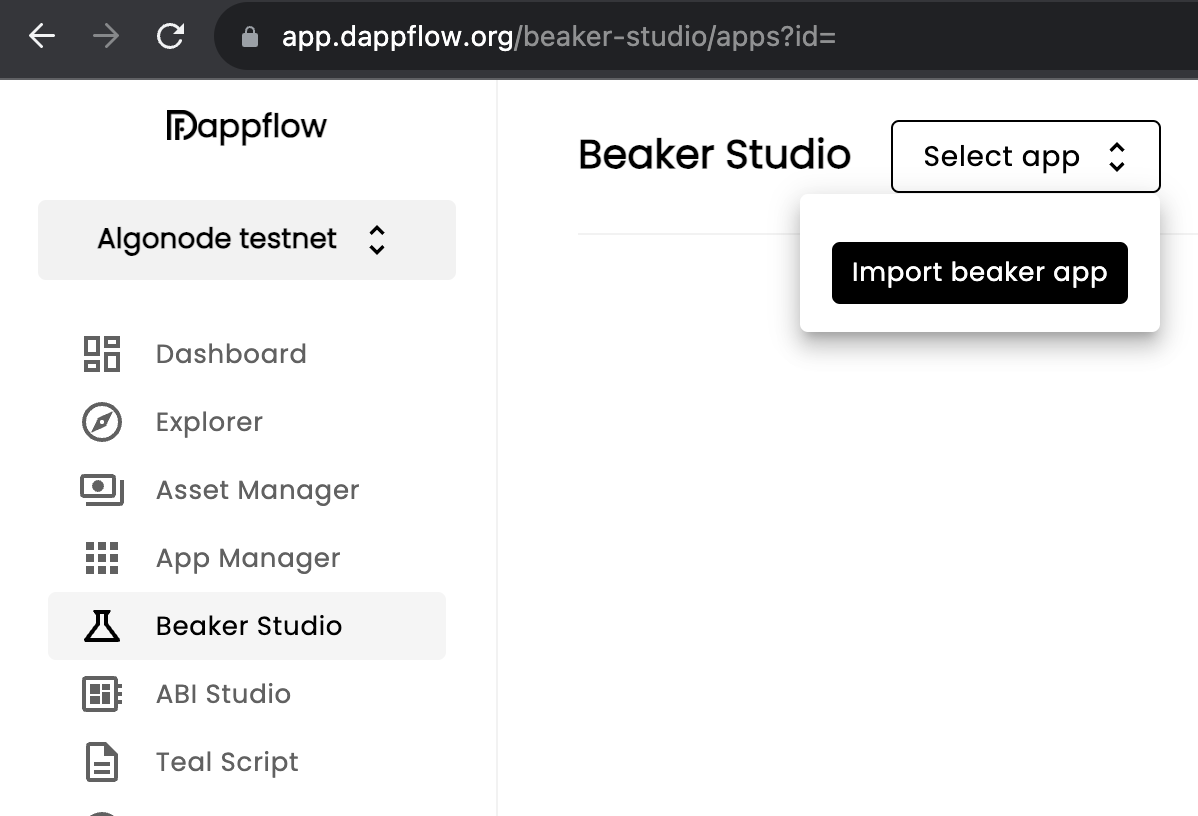 app.dappflow.org/beaker-studio/apps?id=
Dappflow
Algonode testnet
Dashboard
Explorer
Asset Manager
App Manager
Beaker Studio
ABI Studio
Teal Script
Beaker Studio
Select app
Import beaker app